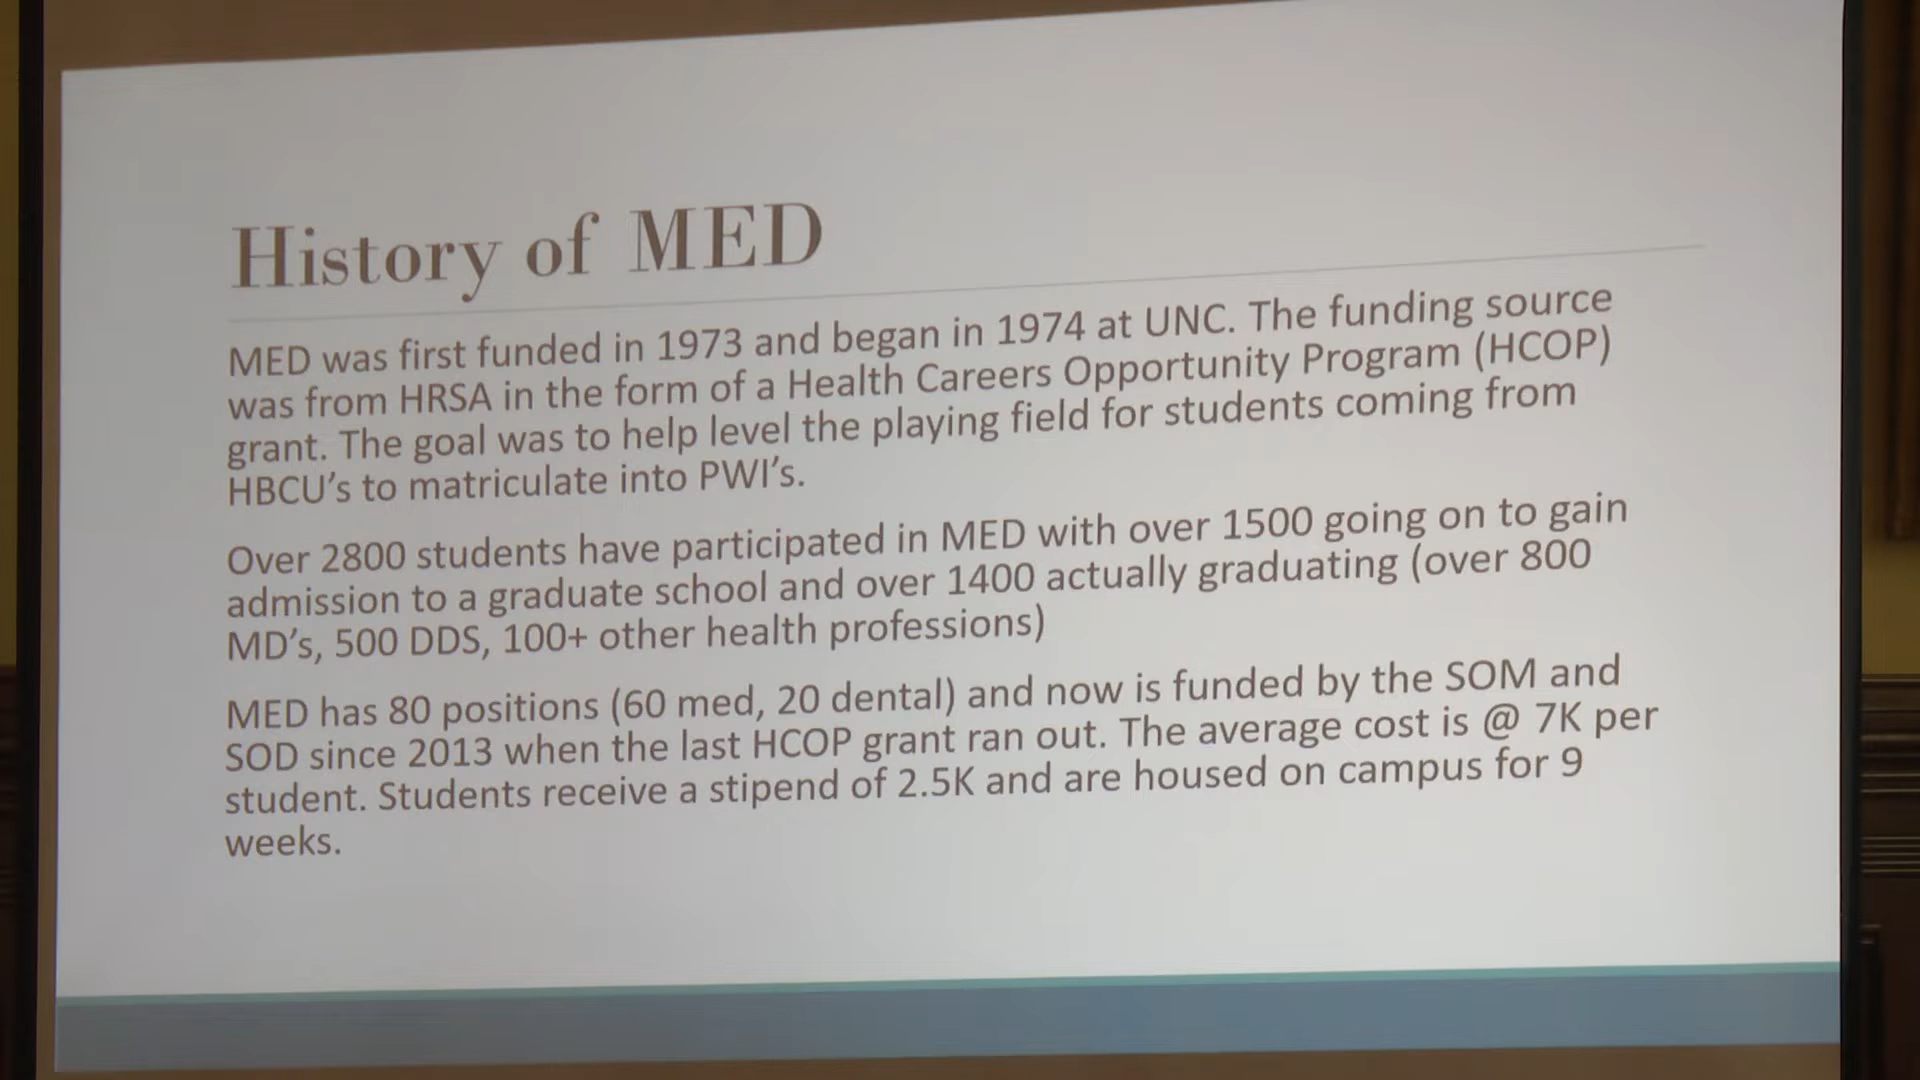 History of MED
MED was first funded in 1973 and began in 1974 at UNC. The funding source
was from HRSA in the form of a Health Careers Opportunity Program (HCOP)
grant. The goal was to help level the playing field for students coming from
HBCU’s to matriculate into PWI’s.
Over 2800 students have participated in MED with over 1500 going on to gain
admission to a graduate school and over 1400 actually graduating (over 800
MD’s, 500 DDS, 100+ other health professions)
MED has 80 positions (60 med, 20 dental) and now is funded by the SOM and
SOD since 2013 when the last HCOP grant ran out. The average cost is @ 7K per
student. Students receive a stipend of 2.5K and are housed on campus for 9
weeks.